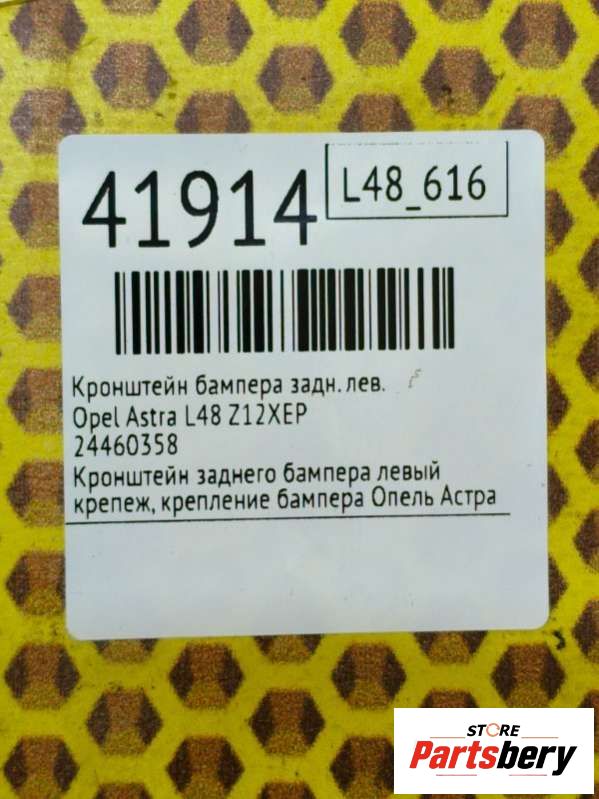 41914
L48_616
Кронштейн бампера задн. лев.
Opel Astra L48 Z12XEP
24460358
Кронштейн заднего бампера левый
крепеж, крепление бампера Опель Астра
STORE
Partsbery